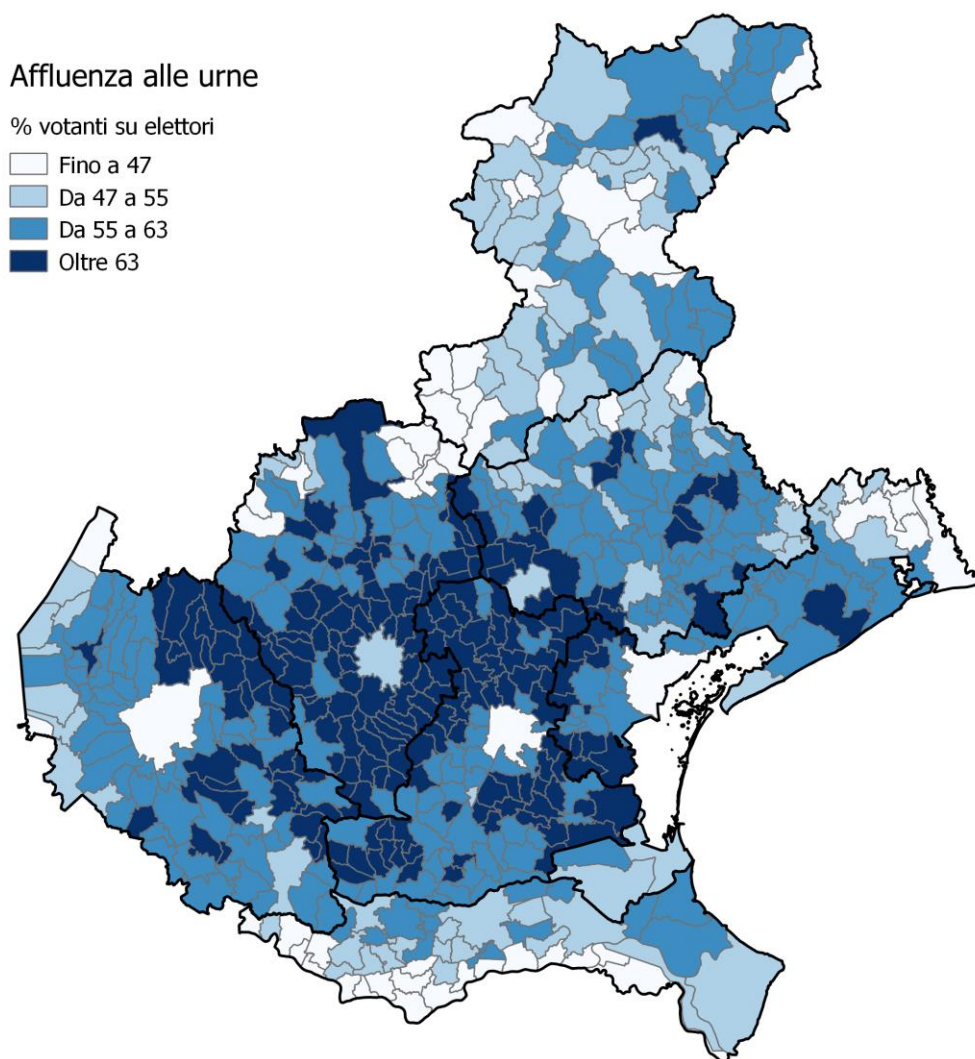 Affluenza alle urne
% votanti su elettori
Fino a 47
Da 47 a 55
Da 55 a 63
Oltre 63